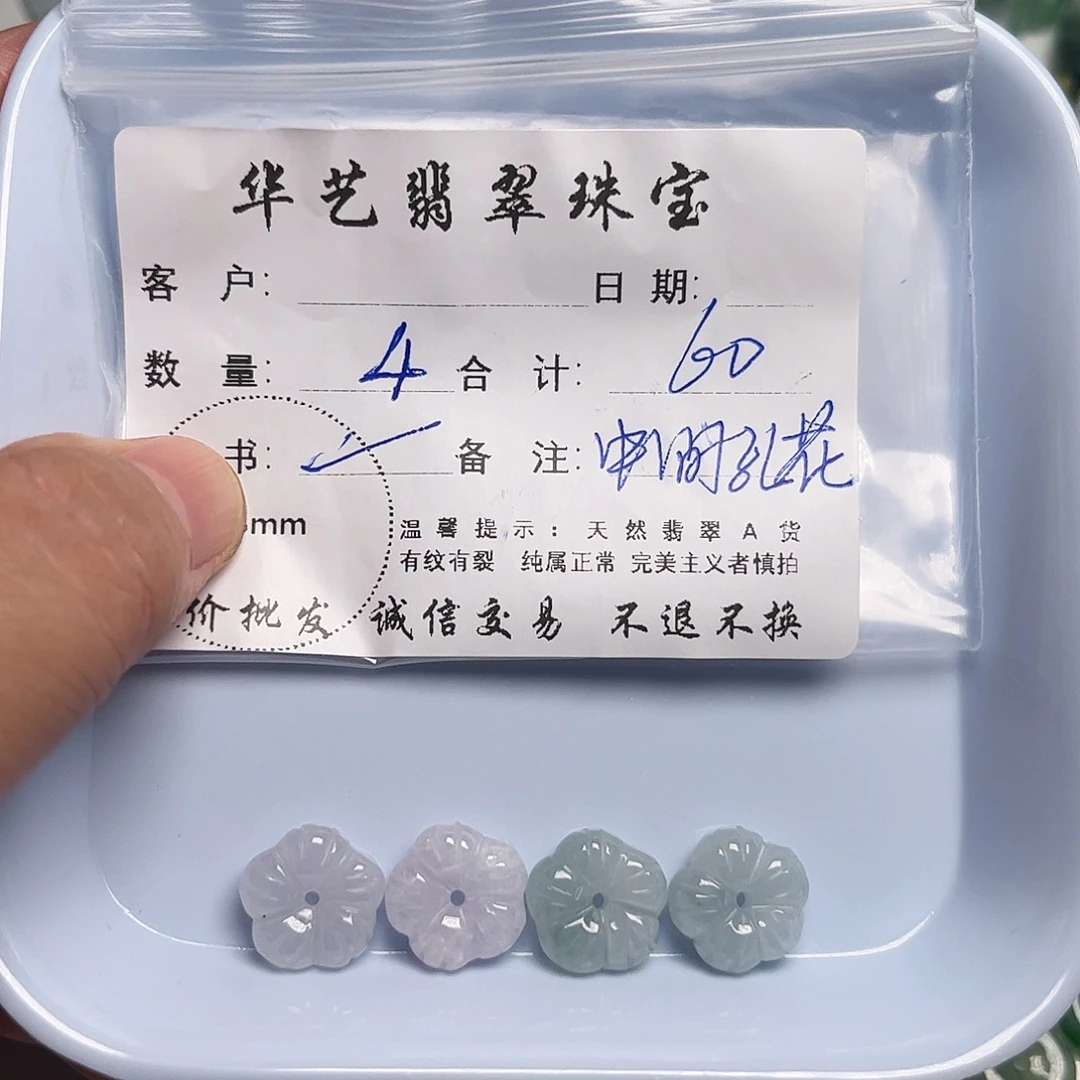 华艺翡翠珠宝
客户: 日期:
数量: 4 合计: 60
书: 备注: 中间孔花
mm
温馨提示: 天然翡翠A货
有纹有裂 纯属正常 完美主义者慎拍
价批发 诚信交易 不退不换